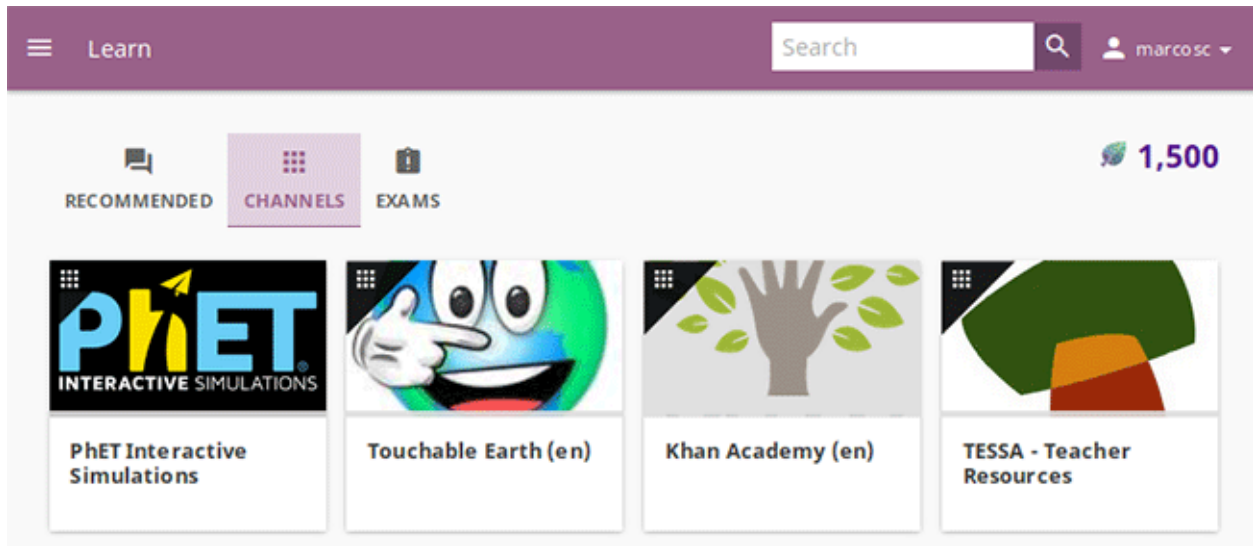 Learn
Search
marcosc
1,500
RECOMMENDED
CHANNELS
EXAMS
PhET
INTERACTIVE SIMULATIONS
PhET Interactive
Simulations
Touchable Earth (en)
Khan Academy (en)
TESSA - Teacher
Resources